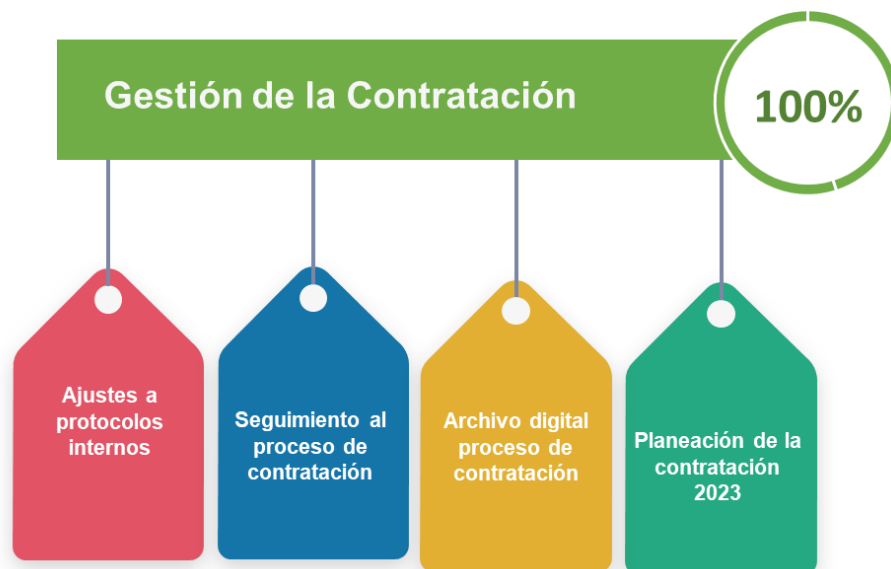 Gestión de la Contratación
100%
Ajustes a
protocolos
internos
Seguimiento al
proceso de
contratación
Archivo digital
proceso de
contratación
Planeación de la
contratación
2023